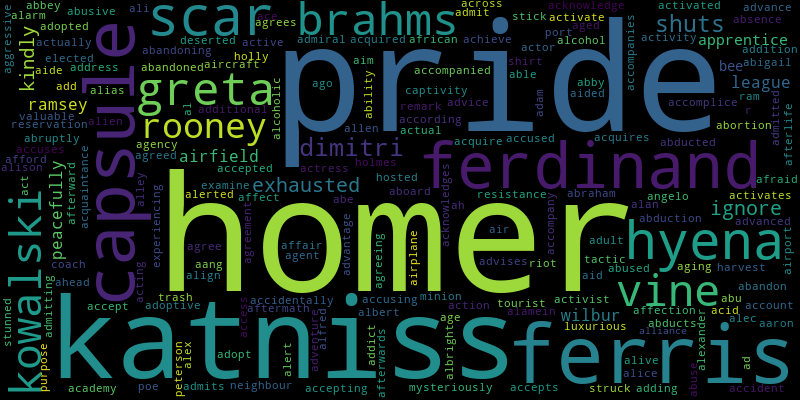 abbey
ali
scar
brahms
ace
agrees
across
admit
acknowledge
activate
activated
advance
absence
aggressive
alarm
adopted
abusive
kindly
actually
deserted
active
admiral
acquired
african
achieve
stick
port
aged
alcohol
accompanies
shuts
activity
apprentice
addition
elected
abandoning
holly
aim
actor
capsule
aide
address
abandoned
aircraft
accompanied
shirt
able
abby
bee
abigail
add
alias
greta
ago
pride
captivity
adam
aided
league
ramsey
al
alcoholic
ability
remark
advice
accomplice
ram
r
valuable
reservation
alien
additional
according
afterlife
admitted
abruptly
rooney
allen
actual
accused
acquire
acquires
abortion
accuses
agency
dimitri
abducted
afford
alison
act
peacefully
afterward
acquaintance
agreed
airfield
accepted
actress
holmes
ferdinand
afraid
alley
experiencing
examine
alerted
affect
exhausted
hosted
aboard
acknowledges
resistance
abraham
angelo
activates
kowalski
homer
abe
ah
accompany
alan
abduction
ignore
advanced
agree
agreement
affair
agent
advantage
agreeing
airplane
air
adult
hyena
airport
coach
acting
aang
align
advises
riot
tactic
abused
aging
harvest
ahead
trash
aid
vine
abandon
stunned
admitting
accept
adoptive
accidentally
aftermath
accusing
albert
minion
action
tourist
alamein
activist
affection
abu
account
access
adventure
alfred
age
wilbur
luxurious
abducts
acid
alec
aaron
katniss
ferris
alliance
alexander
purpose
peterson
alex
adopt
alert
addict
afterwards
albright
alive
alice
ad
academy
poe
admits
neighbour
accepting
mysteriously
accepts
struck
adding
abuse
accident